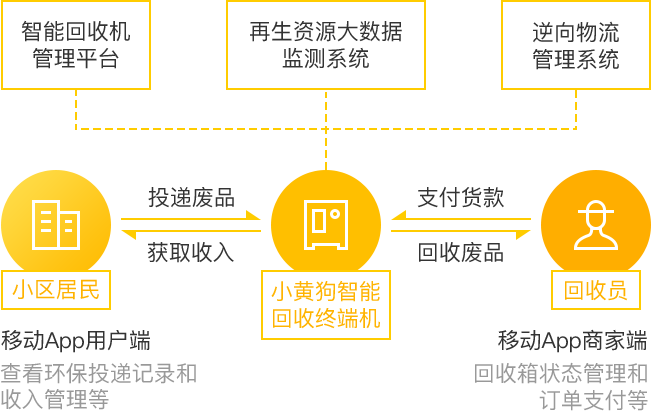 智能回收机
管理平台
再生资源大数据
监测系统
逆向物流
管理系统
投递废品
获取收入
支付货款
回收废品
小区居民
小黄狗智能
回收终端机
回收员
移动App用户端
查看环保投递记录和
收入管理等
移动App商家端
回收箱状态管理和
订单支付等